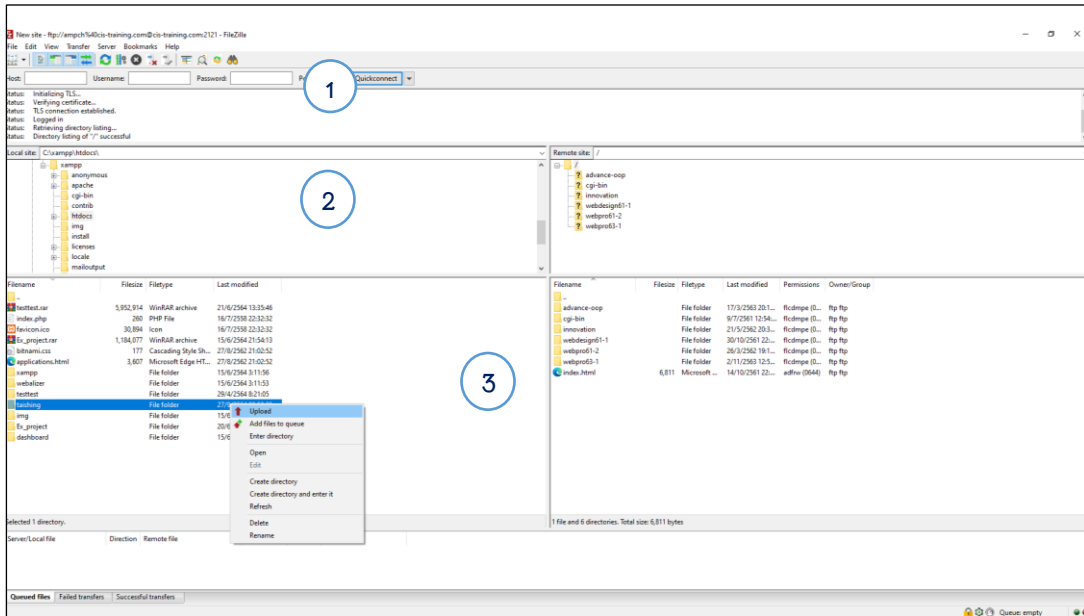 New site - ftp://empch%40cis-training.com@cis-training.com:2121 - FileZilla
File Edit View Transfer Server Bookmarks Help
Host: Username: Password: Quickconnect
1
Status: Initializing TLS...
Status: Verifying certificate...
Status: TLS connection established.
Status: Logged in
Status: Retrieving directory listing...
Status: Directory listing of "/" successful
Local site: C:\xampp\htdocs\
xampp
anonymous
apache
cgi-bin
contrib
htdocs
img
install
licenses
locale
mailoutput
2
Remote site: /
/
advance-oop
cgi-bin
innovation
webdesign61-1
webpro61-2
webpro63-1
Filename Filesize Filetype Last modified
..
testtest.rar 5,952,914 WinRAR archive 21/6/2564 13:35:46
index.php 260 PHP File 16/7/2558 22:32:32
favicon.ico 30,894 Icon 16/7/2558 22:32:32
Ex_project.rar 1,184,077 WinRAR archive 15/6/2564 21:54:13
bitnami.css 177 Cascading Style Sh... 27/8/2562 21:02:52
applications.html 3,607 Microsoft Edge HT... 27/8/2562 21:02:52
xampp File folder 15/6/2564 3:11:56
webalizer File folder 15/6/2564 3:11:53
testtest File folder 29/4/2564 8:21:05
taishing File folder
img File folder 15/6
Ex_project File folder 20/6
dashboard File folder 15/6
Upload
Add files to queue
Enter directory
Open
Edit
Create directory
Create directory and enter it
Refresh
Delete
Rename
3
Selected 1 directory.
Filename Filesize Filetype Last modified Permissions Owner/Group
..
advance-oop File folder 17/3/2563 20:1... flcdmpe (0... ftp ftp
cgi-bin File folder 9/7/2561 12:54:... flcdmpe (0... ftp ftp
innovation File folder 21/5/2562 20:3... flcdmpe (0... ftp ftp
webdesign61-1 File folder 30/10/2561 22:... flcdmpe (0... ftp ftp
webpro61-2 File folder 26/3/2562 19:1... flcdmpe (0... ftp ftp
webpro63-1 File folder 2/11/2563 12:5... flcdmpe (0... ftp ftp
index.html 6,811 Microsoft ... 14/10/2561 22:... adfrw (0644) ftp ftp
1 file and 6 directories. Total size: 6,811 bytes
Server/Local file Direction Remote file
Queued files Failed transfers Successful transfers
Queue: empty